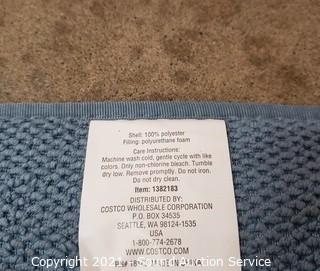 Shell: 100% polyester
Filling: polyurethane foam
Care Instructions:
Machine wash cold, gentle cycle with like
colors. Only non-chlorine bleach. Tumble
dry low. Remove promptly. Do not iron.
Do not dry clean.
Item: 1382183
DISTRIBUTED BY:
COSTCO WHOLESALE CORPORATION
P.O. BOX 34535
SEATTLE, WA 98124-1535
USA
1-800-774-2678
WWW.COSTCO.COM
MADE IN
Copyright 2021 Auction Service